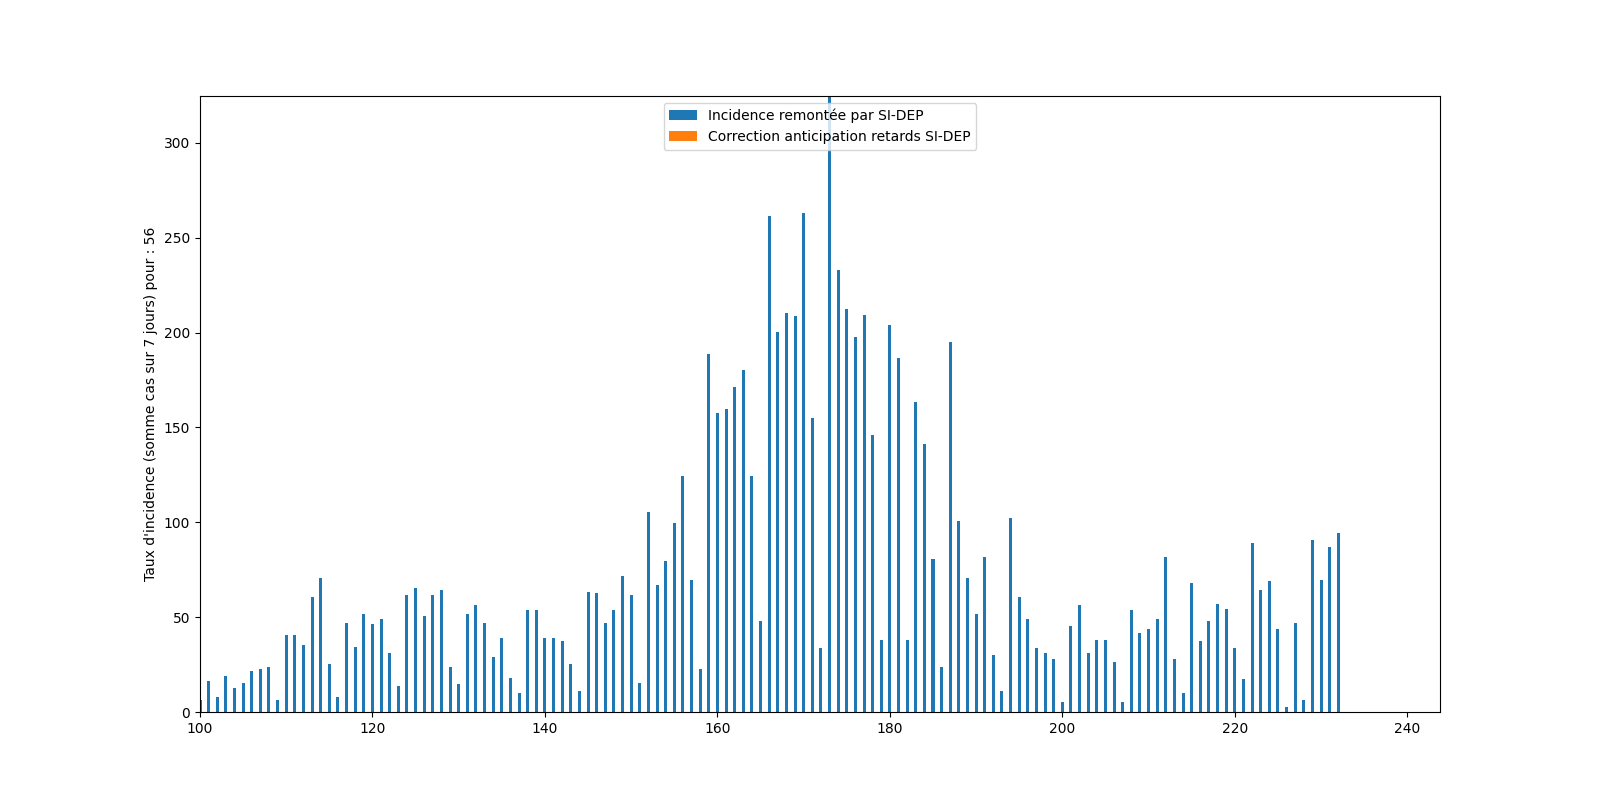 Incidence remontée par SI-DEP
Correction anticipation retards SI-DEP
Taux d'incidence (somme cas sur 7 jours) pour : 56
300
250
200
150
100
50
0
100 120 140 160 180 200 220 240